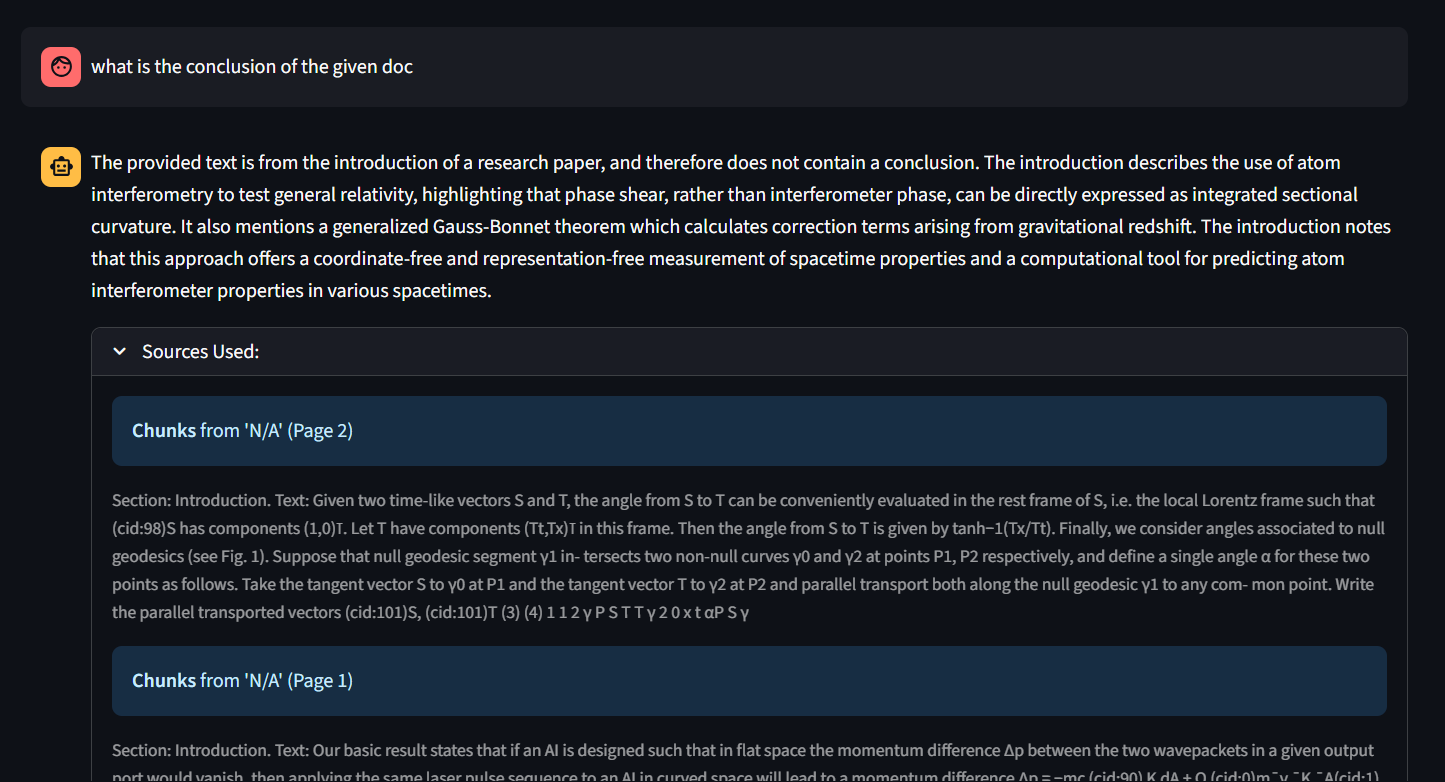 what is the conclusion of the given doc
The provided text is from the introduction of a research paper, and therefore does not contain a conclusion. The introduction describes the use of atom
interferometry to test general relativity, highlighting that phase shear, rather than interferometer phase, can be directly expressed as integrated sectional
curvature. It also mentions a generalized Gauss-Bonnet theorem which calculates correction terms arising from gravitational redshift. The introduction notes
that this approach offers a coordinate-free and representation-free measurement of spacetime properties and a computational tool for predicting atom
interferometer properties in various spacetimes.
Sources Used:
Chunks from 'N/A' (Page 2)
Section: Introduction. Text: Given two time-like vectors S and T, the angle from S to T can be conveniently evaluated in the rest frame of S, i.e. the local Lorentz frame such that
(cid:98)S has components (1,0)⊺. Let T have components (Tt,Tx)⊺ in this frame. Then the angle from S to T is given by tanh−1(Tx/Tt). Finally, we consider angles associated to null
geodesics (see Fig. 1). Suppose that null geodesic segment γ1 in- tersects two non-null curves γ0 and γ2 at points P1, P2 respectively, and define a single angle α for these two
points as follows. Take the tangent vector S to γ0 at P1 and the tangent vector T to γ2 at P2 and parallel transport both along the null geodesic γ1 to any com- mon point. Write
the parallel transported vectors (cid:101)S, (cid:101)T (3) (4) 1 1 2 γ P S T T γ 2 0 x t αP S γ
Chunks from 'N/A' (Page 1)
Section: Introduction. Text: Our basic result states that if an AI is designed such that in flat space the momentum difference Δp between the two wavepackets in a given output
port would vanish, then applying the same laser pulse sequence to an AI in curved space will lead to a momentum difference Δp = −mc (cid:90) K dA + O (cid:0)